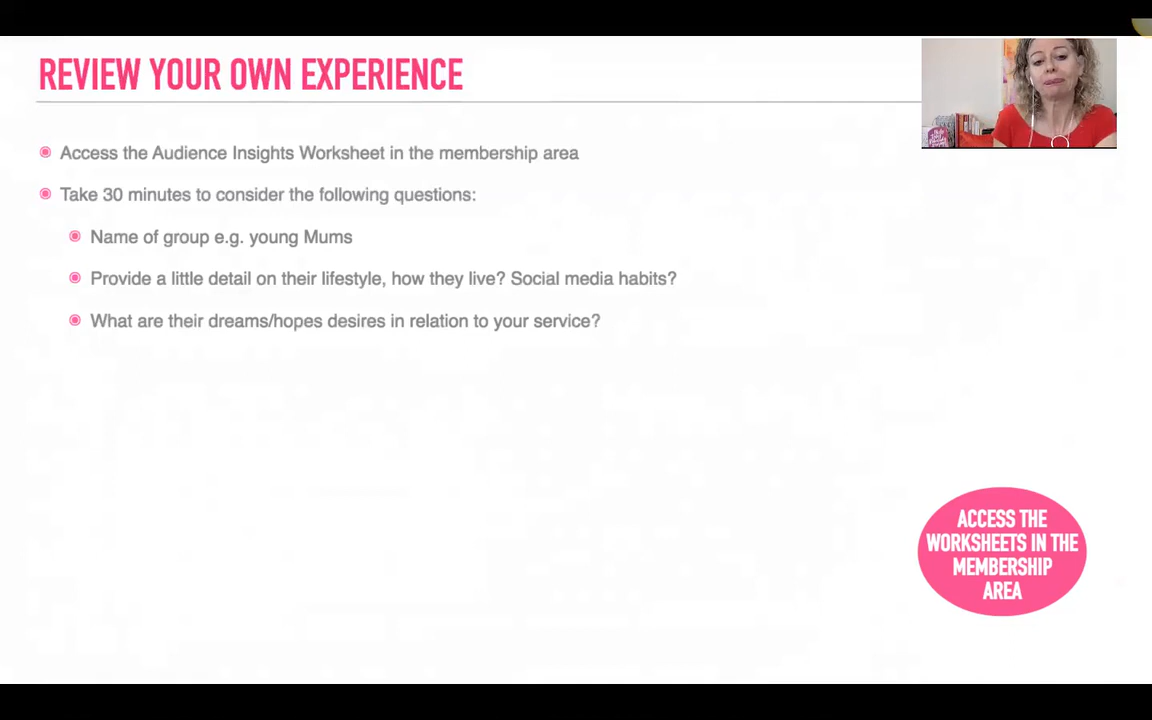 REVIEW YOUR OWN EXPERIENCE
Access the Audience Insights Worksheet in the membership area
Take 30 minutes to consider the following questions:
Name of group e.g. young Mums
Provide a little detail on their lifestyle, how they live? Social media habits?
What are their dreams/hopes desires in relation to your service?
ACCESS THE
WORKSHEETS IN THE
MEMBERSHIP
AREA